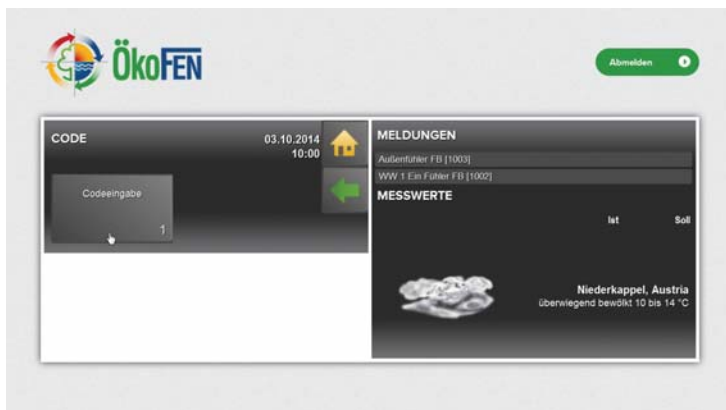 ÖkoFEN
Abmelden
CODE
03.10.2014
10:00
Codeeingabe
1
MELDUNGEN
Außenfühler FB [1003]
WW 1 Ein Fühler FB [1002]
MESSWERTE
Ist Soll
Niederkappel, Austria
überwiegend bewölkt 10 bis 14 °C